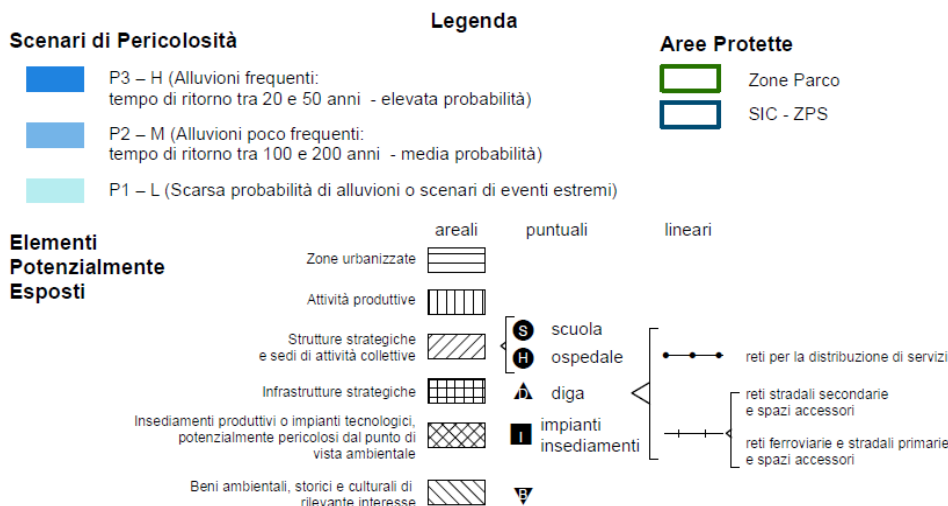 Legenda
Scenari di Pericolosità
P3 – H (Alluvioni frequenti:
tempo di ritorno tra 20 e 50 anni - elevata probabilità)
P2 – M (Alluvioni poco frequenti:
tempo di ritorno tra 100 e 200 anni - media probabilità)
P1 – L (Scarsa probabilità di alluvioni o scenari di eventi estremi)
Aree Protette
Zone Parco
SIC - ZPS
Elementi
Potenzialmente
Esposti
areali
puntuali
lineari
Zone urbanizzate
Attività produttive
Strutture strategiche
e sedi di attività collettive
S scuola
H ospedale
Infrastrutture strategiche
D diga
Insediamenti produttivi o impianti tecnologici,
potenzialmente pericolosi dal punto di
vista ambientale
I impianti
insediamenti
Beni ambientali, storici e culturali di
rilevante interesse
B
reti per la distribuzione di servizi
reti stradali secondarie
e spazi accessori
reti ferroviarie e stradali primarie
e spazi accessori